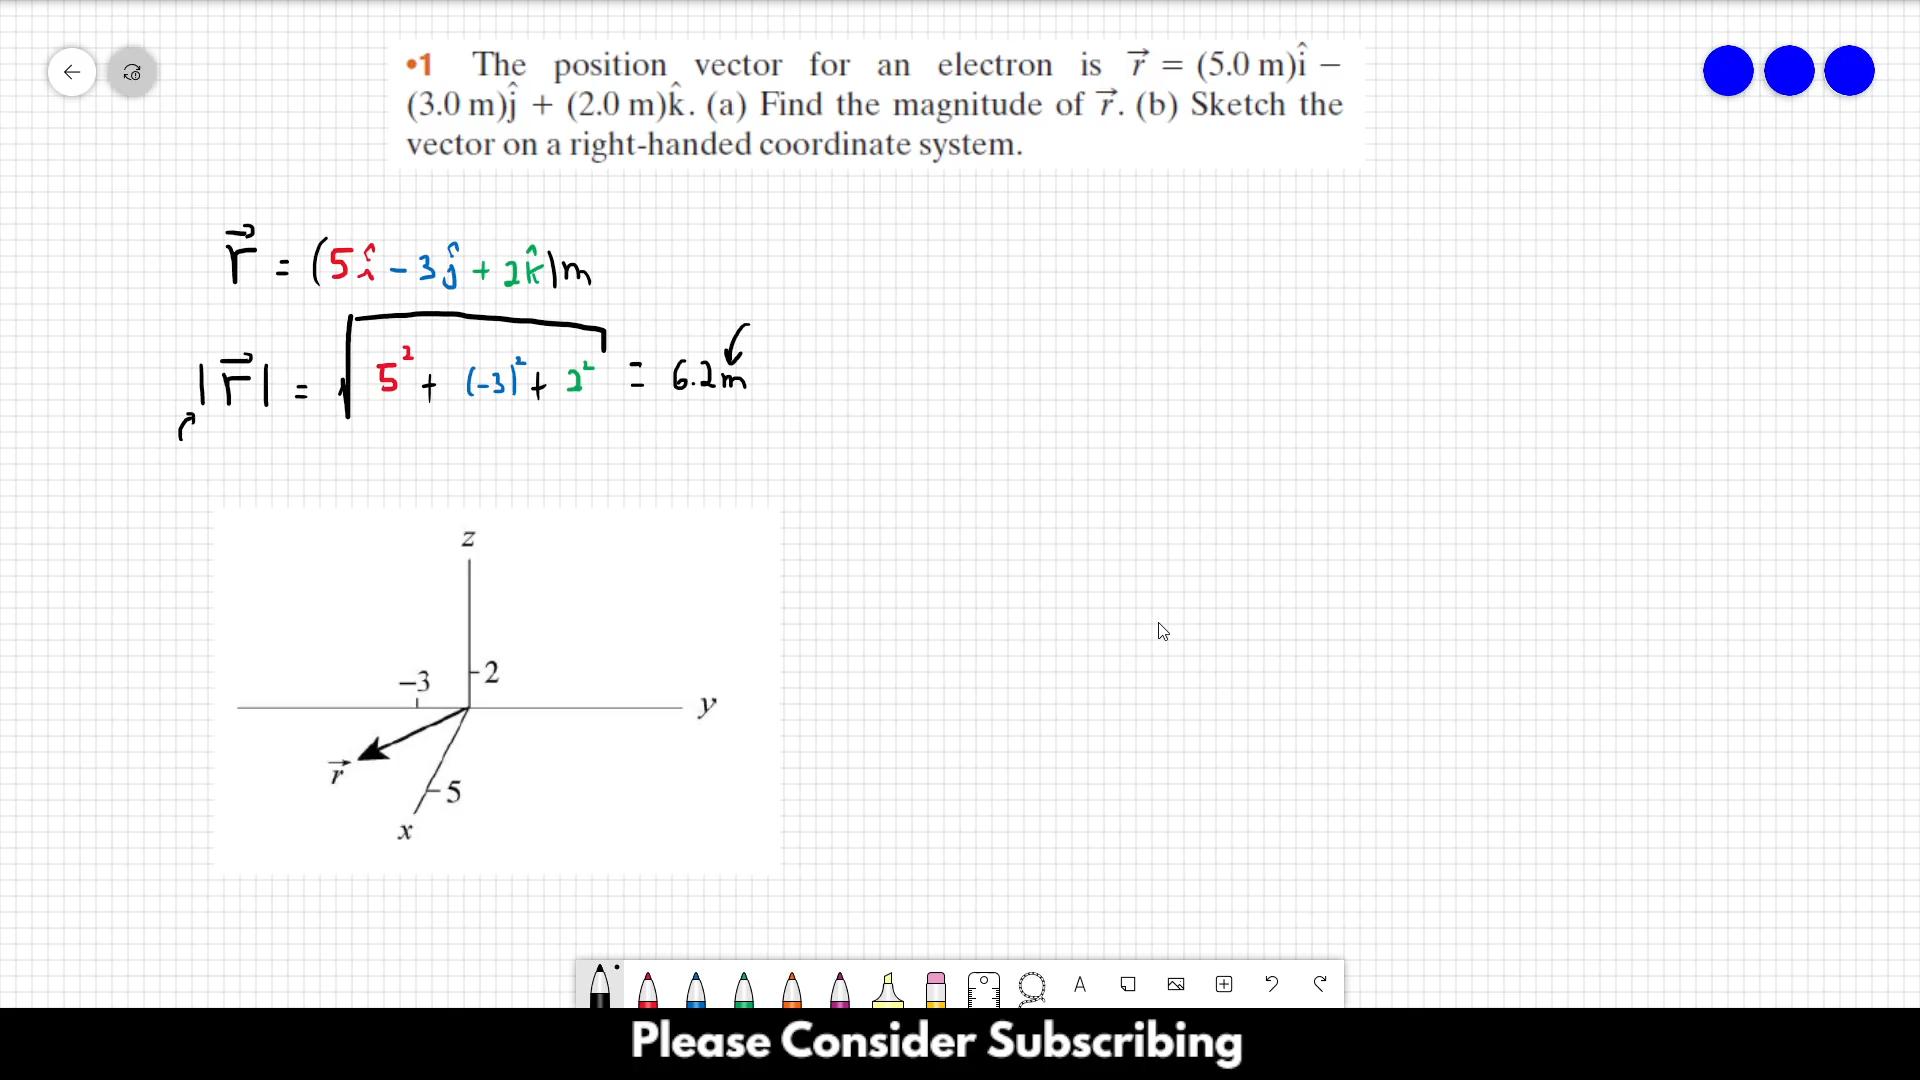 •1 The position vector for an electron is r⃗ = (5.0 m)î −
(3.0 m)ĵ + (2.0 m)k̂. (a) Find the magnitude of r⃗. (b) Sketch the
vector on a right-handed coordinate system.
r⃗ = (5î − 3ĵ + 2k̂)m
|r⃗| = √5² + (-3)² + 2² = 6.2m
z
−3
2
y
r⃗
5
x
A
Please Consider Subscribing